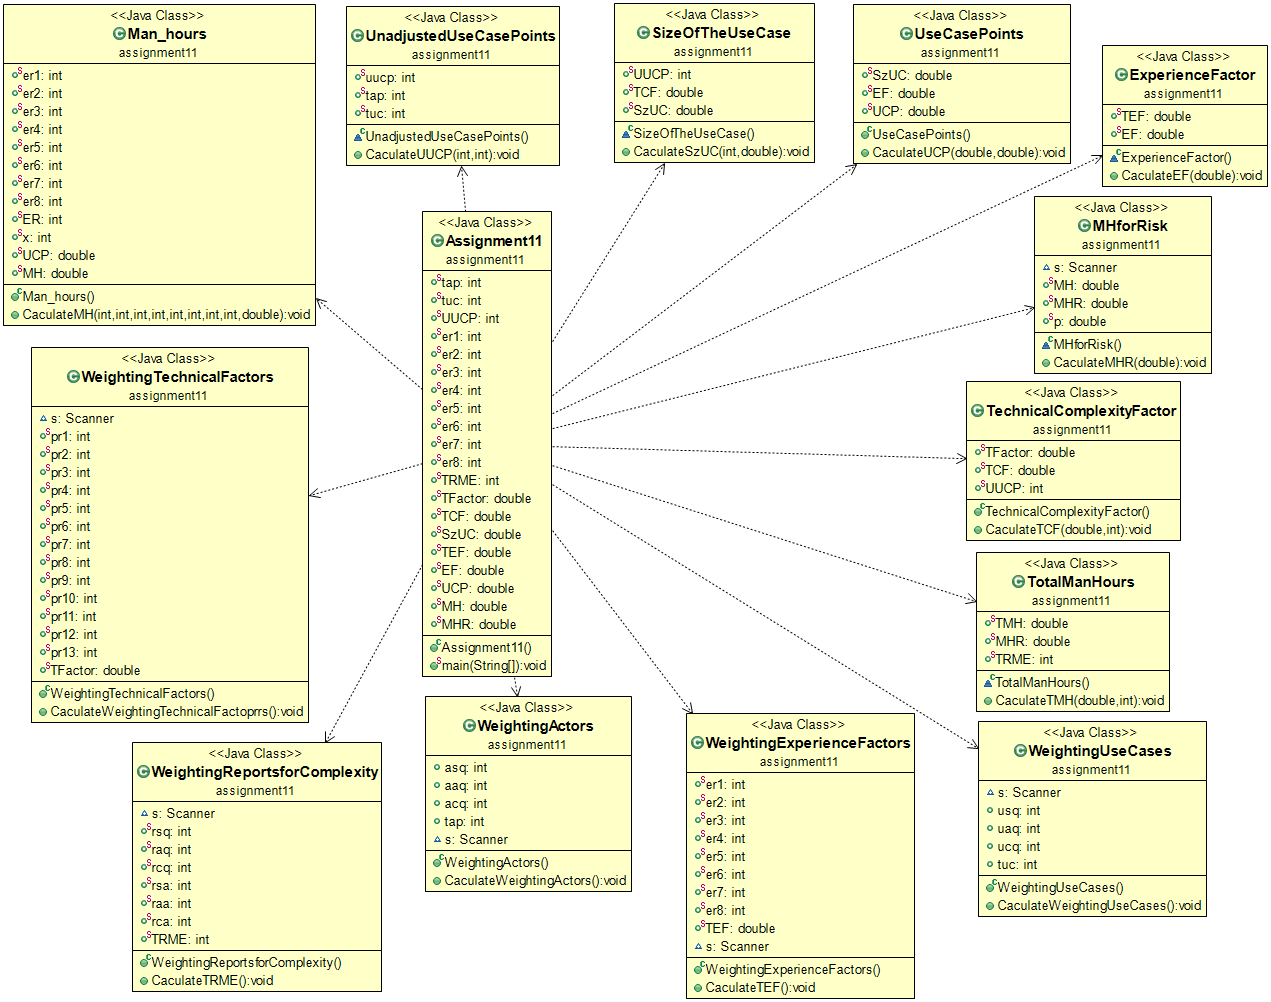 <<Java Class>>
Man_hours
assignment11
er1: int
er2: int
er3: int
er4: int
er5: int
er6: int
er7: int
er8: int
ER: int
x: int
UCP: double
MH: double
Man_hours()
CaculateMH(int,int,int,int,int,int,int,int,double):void
<<Java Class>>
UnadjustedUseCasePoints
assignment11
uucp: int
tap: int
tuc: int
UnadjustedUseCasePoints()
CaculateUUCP(int,int):void
<<Java Class>>
SizeOfTheUseCase
assignment11
UUCP: int
TCF: double
SzUC: double
SizeOfTheUseCase()
CaculateSzUC(int,double):void
<<Java Class>>
UseCasePoints
assignment11
SzUC: double
EF: double
UCP: double
UseCasePoints()
CaculateUCP(double,double):void
<<Java Class>>
ExperienceFactor
assignment11
TEF: double
EF: double
ExperienceFactor()
CaculateEF(double):void
<<Java Class>>
Assignment11
assignment11
tap: int
tuc: int
UUCP: int
er1: int
er2: int
er3: int
er4: int
er5: int
er6: int
er7: int
er8: int
TRME: int
TFactor: double
TCF: double
SzUC: double
TEF: double
EF: double
UCP: double
MH: double
MHR: double
Assignment11()
main(String[]):void
<<Java Class>>
MHforRisk
assignment11
s: Scanner
MH: double
MHR: double
p: double
MHforRisk()
CaculateMHR(double):void
<<Java Class>>
WeightingTechnicalFactors
assignment11
s: Scanner
pr1: int
pr2: int
pr3: int
pr4: int
pr5: int
pr6: int
pr7: int
pr8: int
pr9: int
pr10: int
pr11: int
pr12: int
pr13: int
TFactor: double
WeightingTechnicalFactors()
CaculateWeightingTechnicalFactoprrs():void
<<Java Class>>
TechnicalComplexityFactor
assignment11
TFactor: double
TCF: double
UUCP: int
TechnicalComplexityFactor()
CaculateTCF(double,int):void
<<Java Class>>
TotalManHours
assignment11
TMH: double
MHR: double
TRME: int
TotalManHours()
CaculateTMH(double,int):void
<<Java Class>>
WeightingReportsforComplexity
assignment11
s: Scanner
rsq: int
raq: int
rcq: int
rsa: int
raa: int
rca: int
TRME: int
WeightingReportsforComplexity()
CaculateTRME():void
<<Java Class>>
WeightingActors
assignment11
asq: int
aaq: int
acq: int
tap: int
s: Scanner
WeightingActors()
CaculateWeightingActors():void
<<Java Class>>
WeightingExperienceFactors
assignment11
er1: int
er2: int
er3: int
er4: int
er5: int
er6: int
er7: int
er8: int
TEF: double
s: Scanner
WeightingExperienceFactors()
CaculateTEF():void
<<Java Class>>
WeightingUseCases
assignment11
s: Scanner
usq: int
uaq: int
ucq: int
tuc: int
WeightingUseCases()
CaculateWeightingUseCases():void